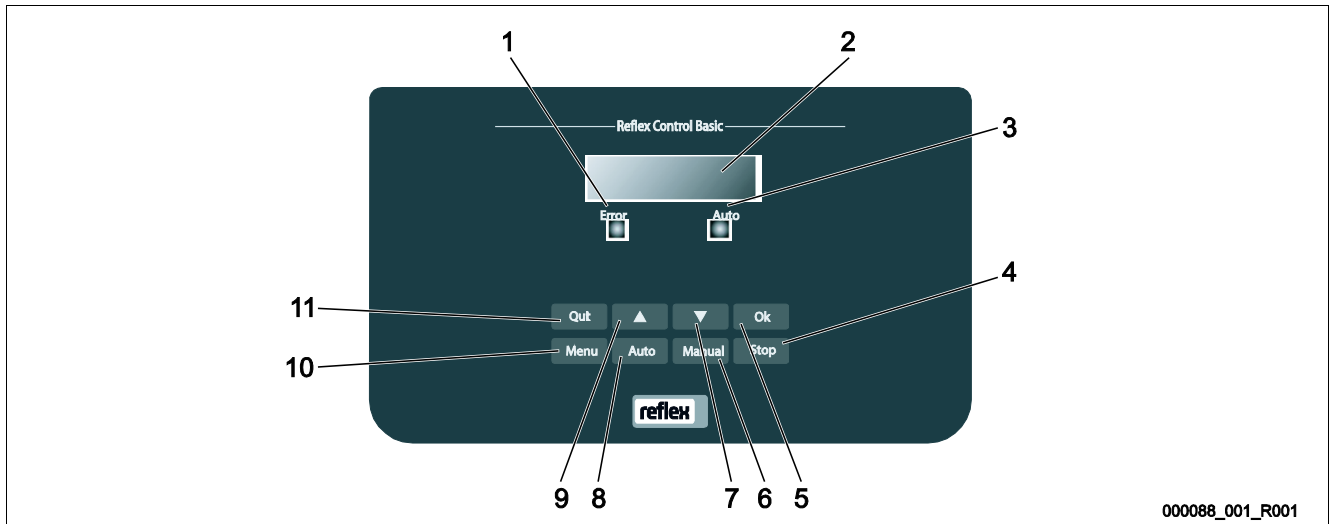 1
2
Reflex Control Basic
3
Error
Auto
4
11
Quit
Ok
10
Menu
Auto
Manual
Stop
reflex
9
8
7
6
5
000088_001_R001